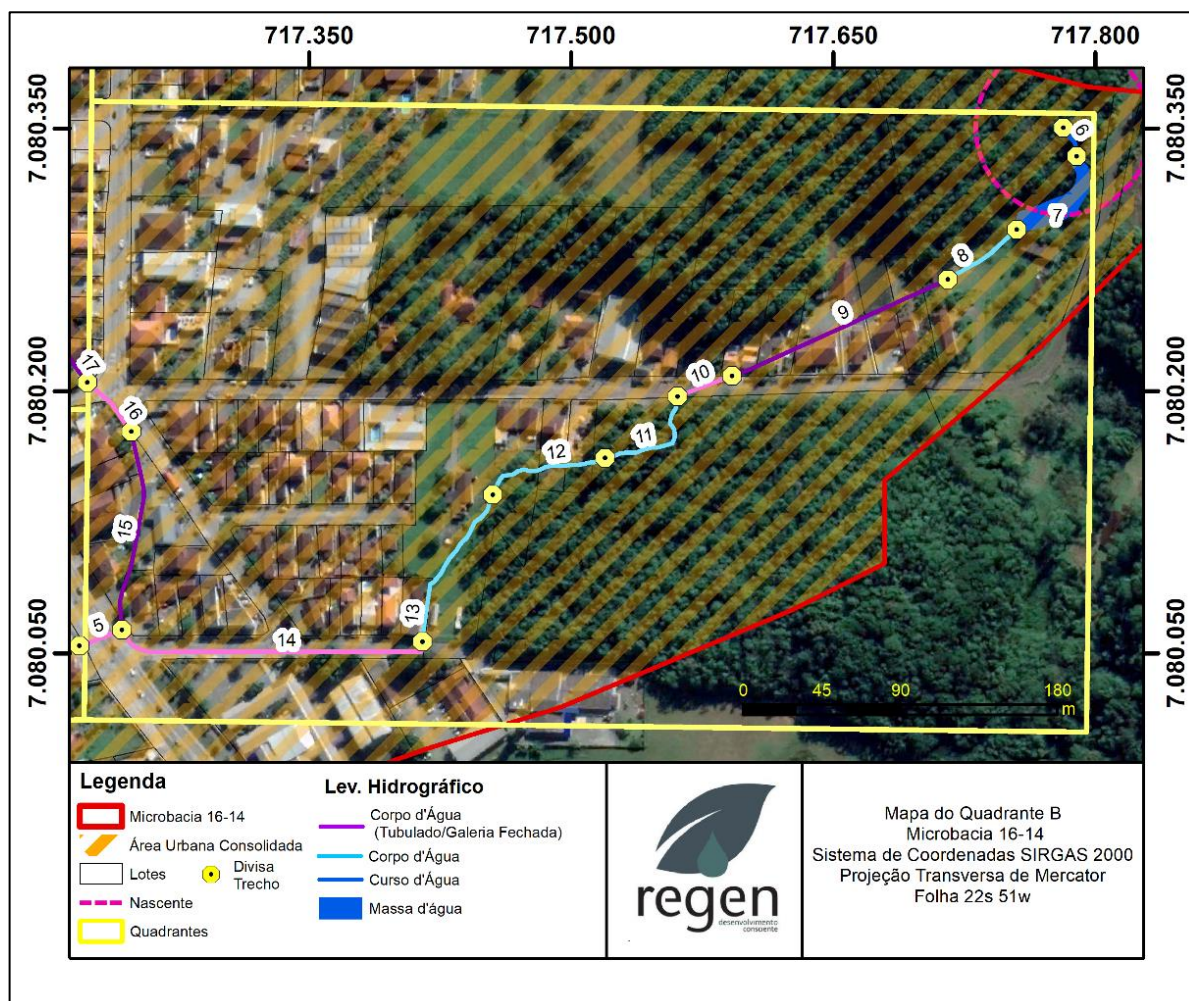 717.350
717.500
717.650
717.800
7.080.350
7.080.350
6
7
8
9
7.080.200
7.080.200
17
10
16
11
12
15
13
5
14
7.080.050
7.080.050
0 45 90 180
m
Legenda
Microbacia 16-14
Área Urbana Consolidada
Lotes
Divisa
Trecho
Nascente
Quadrantes
Lev. Hidrográfico
Corpo d'Água
(Tubulado/Galeria Fechada)
Corpo d'Água
Curso d'Água
Massa d'água
regen
desenvolvimento
consciente
Mapa do Quadrante B
Microbacia 16-14
Sistema de Coordenadas SIRGAS 2000
Projeção Transversa de Mercator
Folha 22s 51w